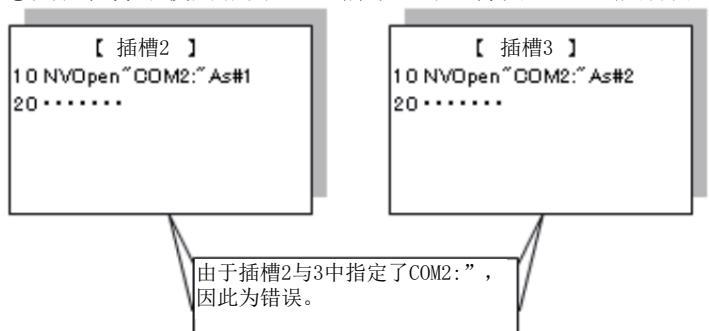 【 插槽2 】
10 NVOpen"COM2:" As#1
20・・・・・・・
【 插槽3 】
10 NVOpen"COM2:" As#2
20・・・・・・・
由于插槽2与3中指定了COM2:”,
因此为错误。